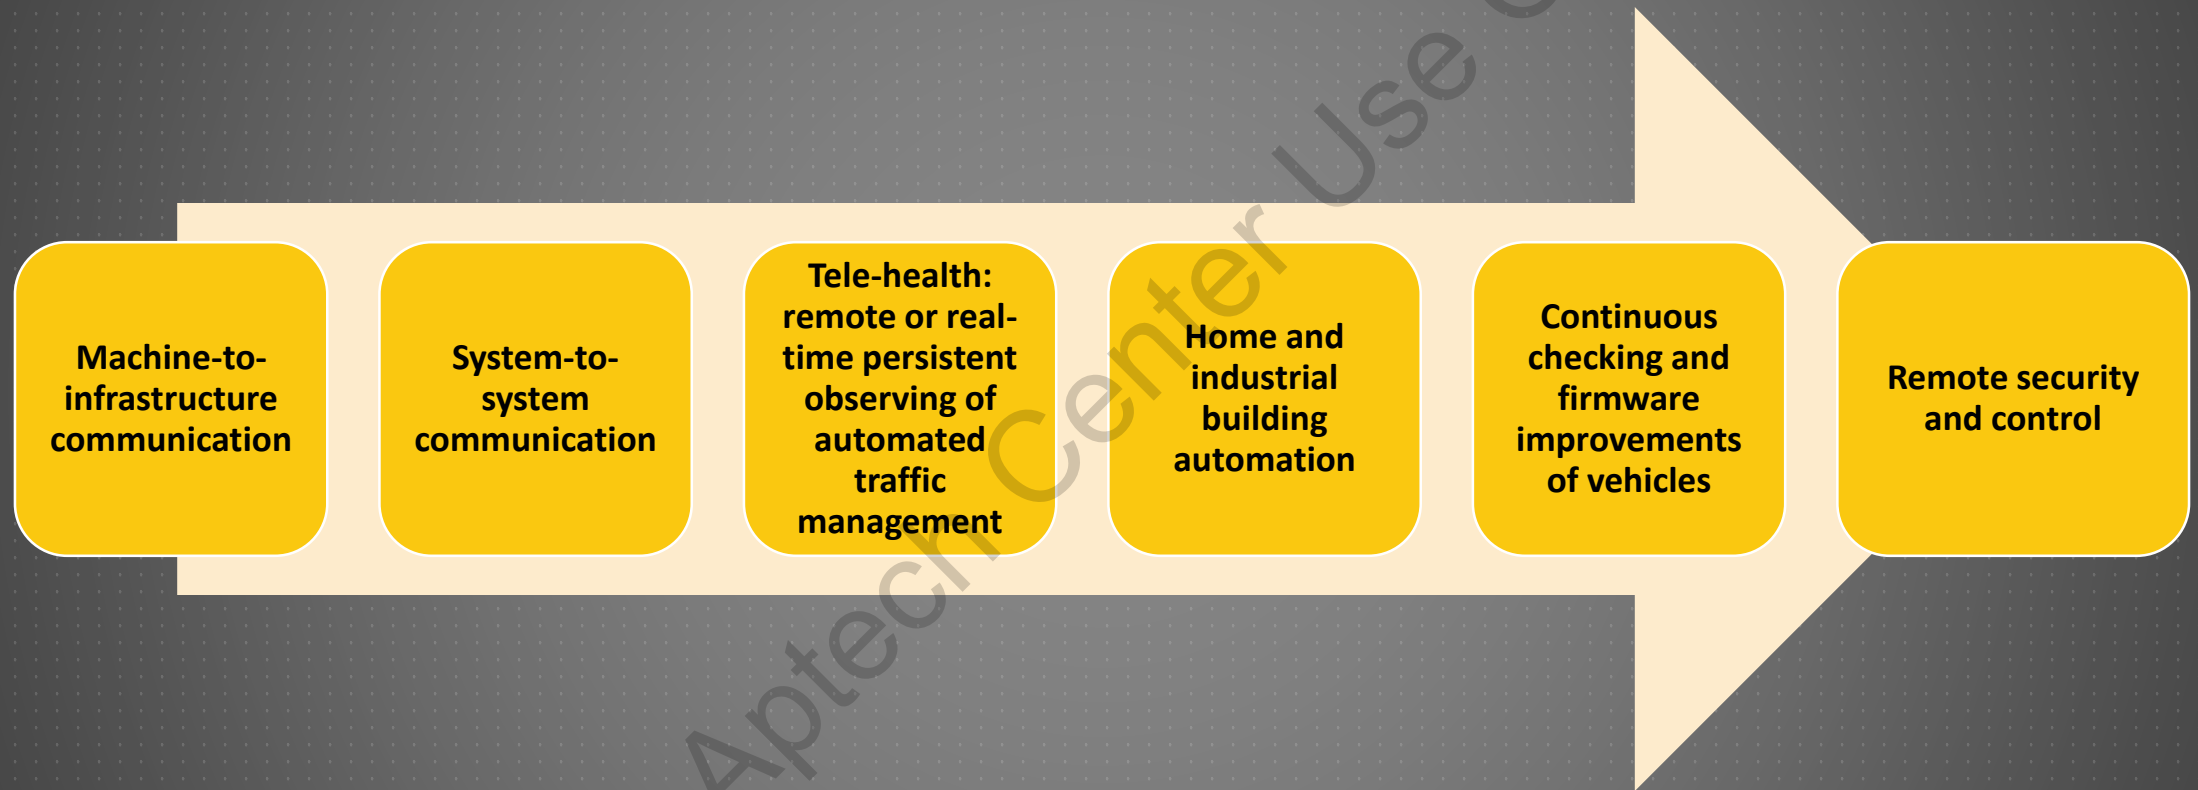 Machine-to-
infrastructure
communication
System-to-
system
communication
Tele-health:
remote or real-
time persistent
observing of
automated
traffic
management
Home and
industrial
building
automation
Continuous
checking and
firmware
improvements
of vehicles
Remote security
and control
Aptech Center Use